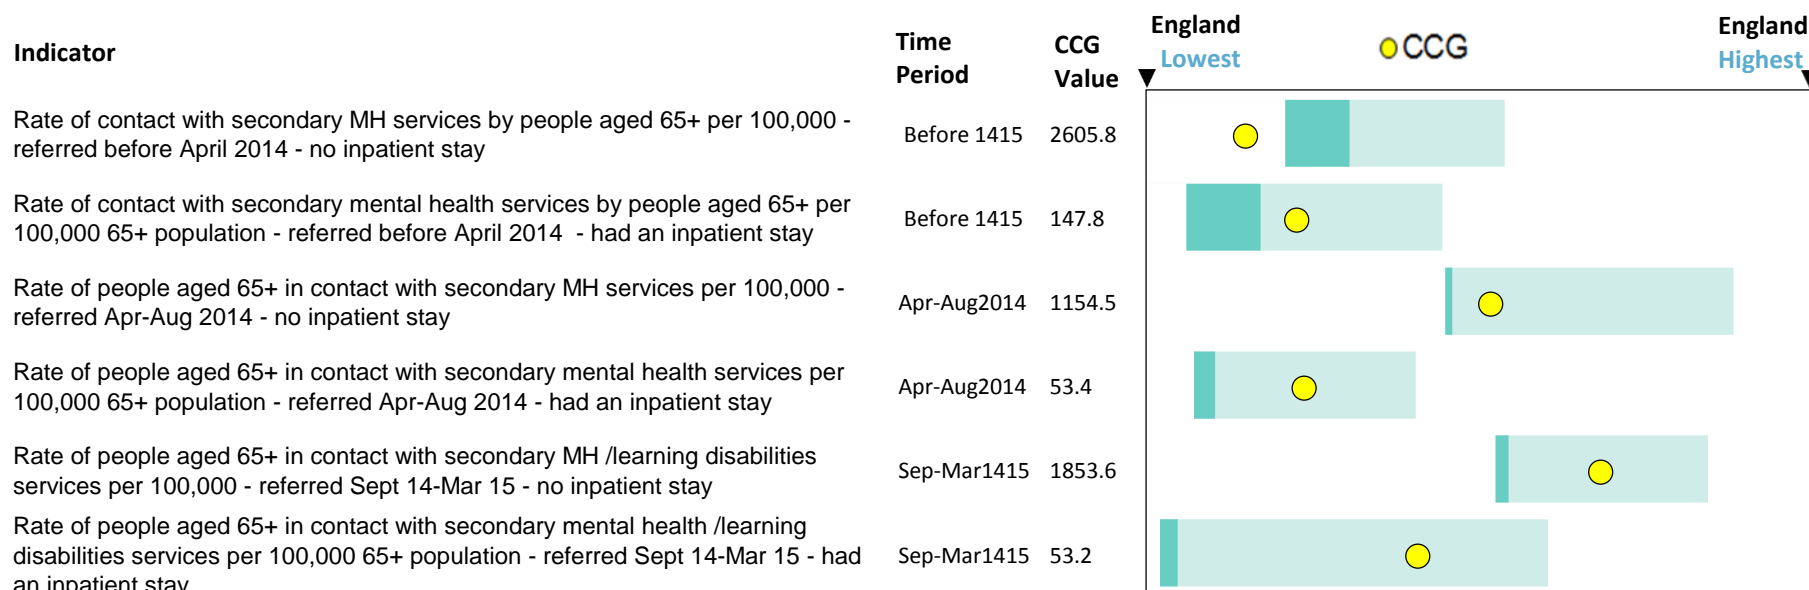 Indicator
Time
Period
CCG
Value
England
Lowest
CCG
England
Highest
Rate of contact with secondary MH services by people aged 65+ per 100,000 -
referred before April 2014 - no inpatient stay
Before 1415
2605.8
Rate of contact with secondary mental health services by people aged 65+ per
100,000 65+ population - referred before April 2014  - had an inpatient stay
Before 1415
147.8
Rate of people aged 65+ in contact with secondary MH services per 100,000 -
referred Apr-Aug 2014 - no inpatient stay
Apr-Aug2014
1154.5
Rate of people aged 65+ in contact with secondary mental health services per
100,000 65+ population - referred Apr-Aug 2014 - had an inpatient stay
Apr-Aug2014
53.4
Rate of people aged 65+ in contact with secondary MH /learning disabilities
services per 100,000 - referred Sept 14-Mar 15 - no inpatient stay
Sep-Mar1415
1853.6
Rate of people aged 65+ in contact with secondary mental health /learning
disabilities services per 100,000 65+ population - referred Sept 14-Mar 15 - had
an inpatient stay
Sep-Mar1415
53.2